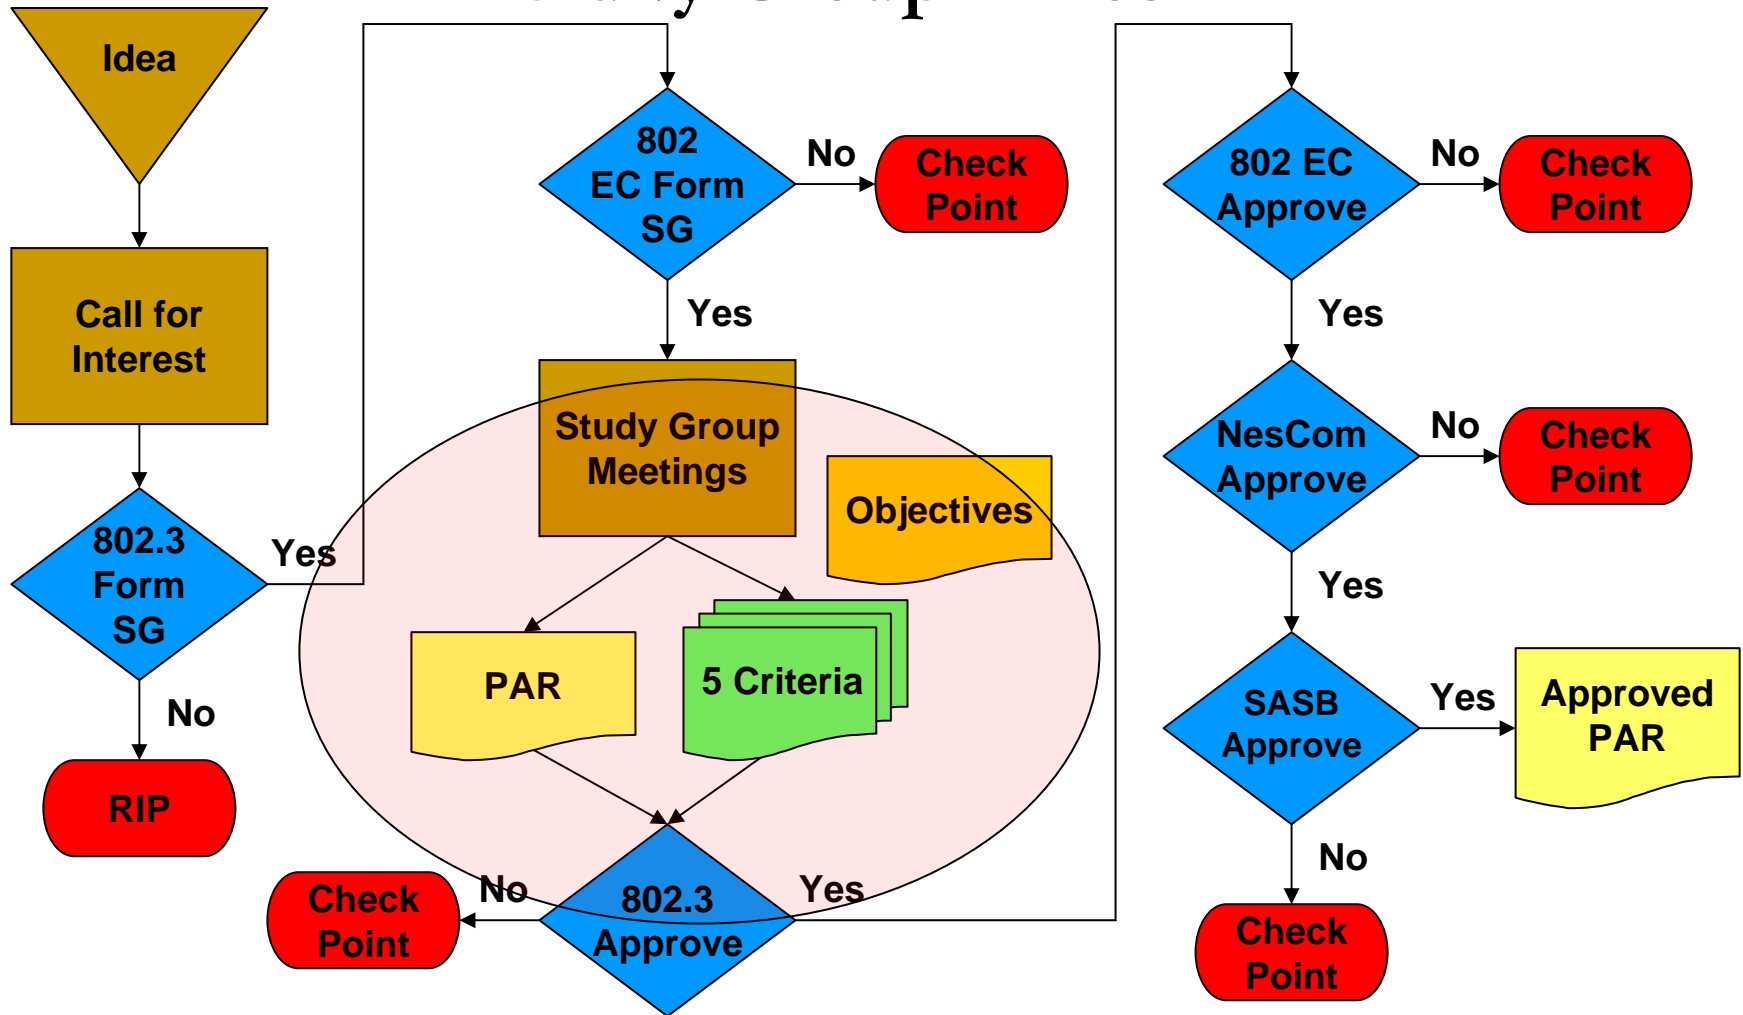 Idea
Call for
Interest
802.3
Form
SG
Yes
No
RIP
802
EC Form
SG
No
Check
Point
Yes
Study Group
Meetings
Objectives
PAR
5 Criteria
802.3
Approve
No
Check
Point
Yes
802 EC
Approve
No
Check
Point
Yes
NesCom
Approve
No
Check
Point
Yes
SASB
Approve
Yes
Approved
PAR
No
Check
Point